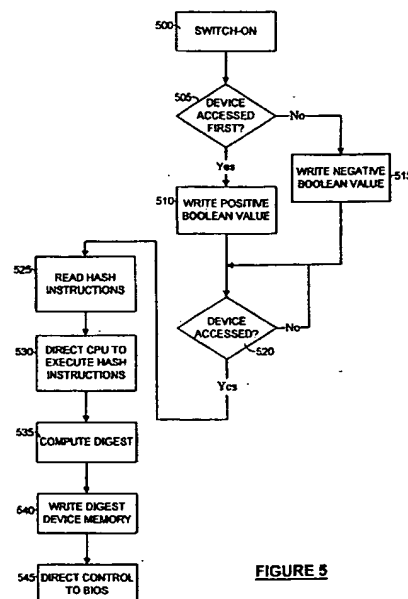 500
SWITCH-ON
505
DEVICE
ACCESSED
FIRST?
No
Yes
510
WRITE POSITIVE
BOOLEAN VALUE
WRITE NEGATIVE
BOOLEAN VALUE
525
READ HASH
INSTRUCTIONS
DEVICE
ACCESSED?
No
520
Yes
530
DIRECT CPU TO
EXECUTE HASH
INSTRUCTIONS
535
COMPUTE DIGEST
540
WRITE DIGEST
DEVICE MEMORY
545
DIRECT CONTROL
TO BIOS
FIGURE 5